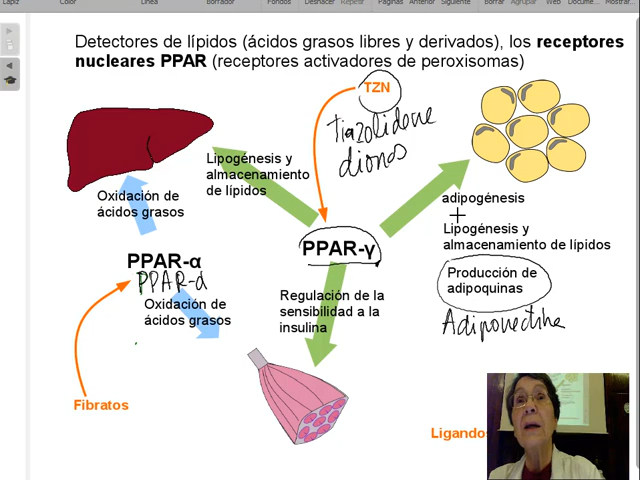 Lápiz Color Línea Borrador Fondos Deshacer Repetir Páginas Anterior Siguiente Borrar Agrupar Web Docume... Mostrar...
Detectores de lípidos (ácidos grasos libres y derivados), los receptores
nucleares PPAR (receptores activadores de peroxisomas)
TZN
Tiazolidone
dionas
Lipogénesis y
almacenamiento
de lípidos
Oxidación de
ácidos grasos
adipogénesis
+
Lipogénesis y
almacenamiento de lípidos
PPAR-γ
PPAR-α
PPAR-α
Producción de
adipoquinas
Adiponectina
Oxidación de
ácidos grasos
Regulación de la
sensibilidad a la
insulina
Fibratos
Ligandos